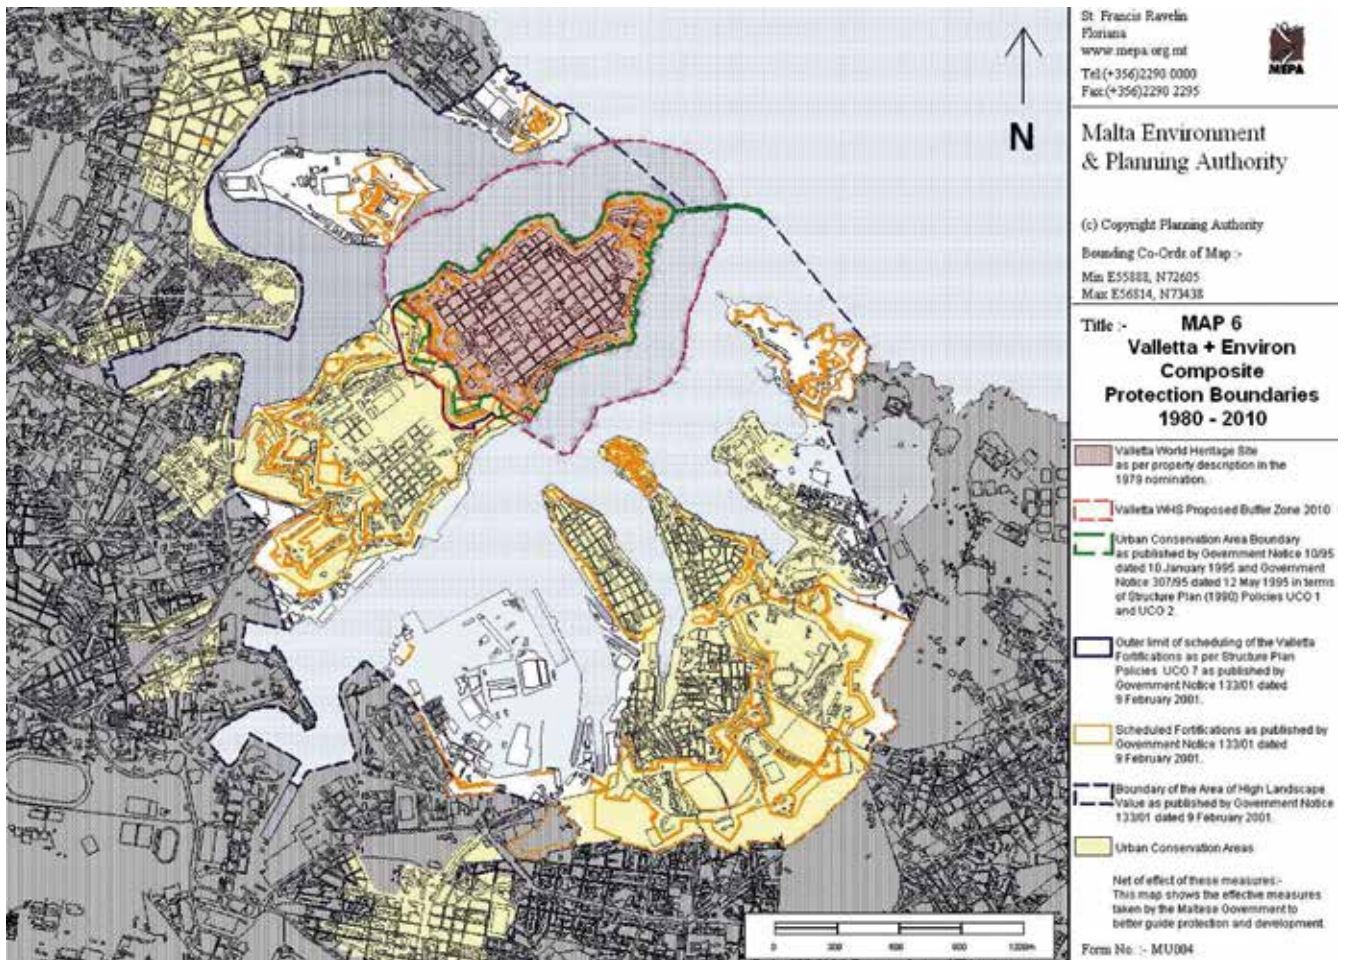 St. Francis Ravelin
Floriana
www.mepa.org.mt
Tel:(+356)2290 0000
Fax:(+356)2290 2295
MEPA
N
Malta Environment
& Planning Authority
(c) Copyright Planning Authority
Bounding Co-Ords of Map :-
Min E55888, N72605
Max E56814, N73438
Title :- MAP 6
Valletta + Environ
Composite
Protection Boundaries
1980 - 2010
Valletta World Heritage Site
as per property description in the
1979 nomination.
Valletta WHS Proposed Buffer Zone 2010
Urban Conservation Area Boundary
as published by Government Notice 10/95
dated 10 January 1995 and Government
Notice 307/95 dated 12 May 1995 in terms
of Structure Plan (1990) Policies UCO 1
and UCO 2.
Outer limit of scheduling of the Valletta
Fortifications as per Structure Plan
Policies UCO 7 as published by
Government Notice 133/01 dated
9 February 2001.
Scheduled Fortifications as published by
Government Notice 133/01 dated
9 February 2001.
Boundary of the Area of High Landscape
Value as published by Government Notice
133/01 dated 9 February 2001.
Urban Conservation Areas
Net of effect of these measures:-
This map shows the effective measures
taken by the Maltese Government to
better guide protection and development.
Form No. :- MU004
0 300 600 900 1200m